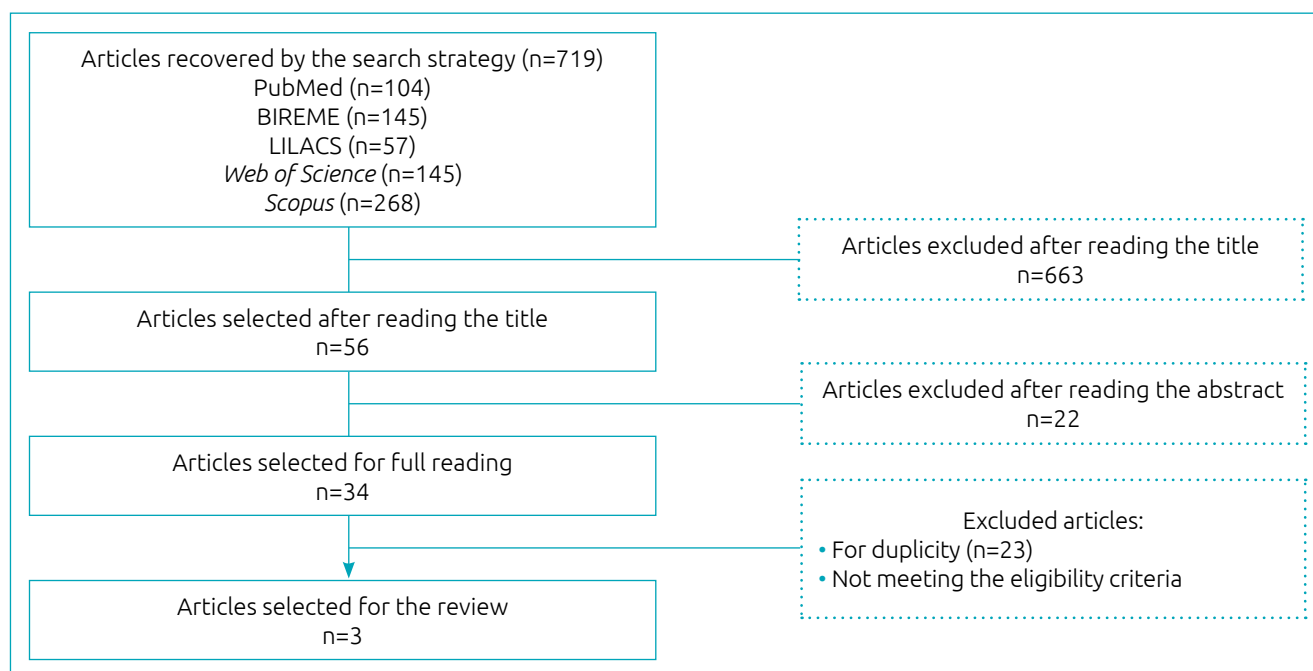 Articles recovered by the search strategy (n=719)
PubMed (n=104)
BIREME (n=145)
LILACS (n=57)
Web of Science (n=145)
Scopus (n=268)
Articles excluded after reading the title
n=663
Articles selected after reading the title
n=56
Articles excluded after reading the abstract
n=22
Articles selected for full reading
n=34
Excluded articles:
• For duplicity (n=23)
• Not meeting the eligibility criteria
Articles selected for the review
n=3